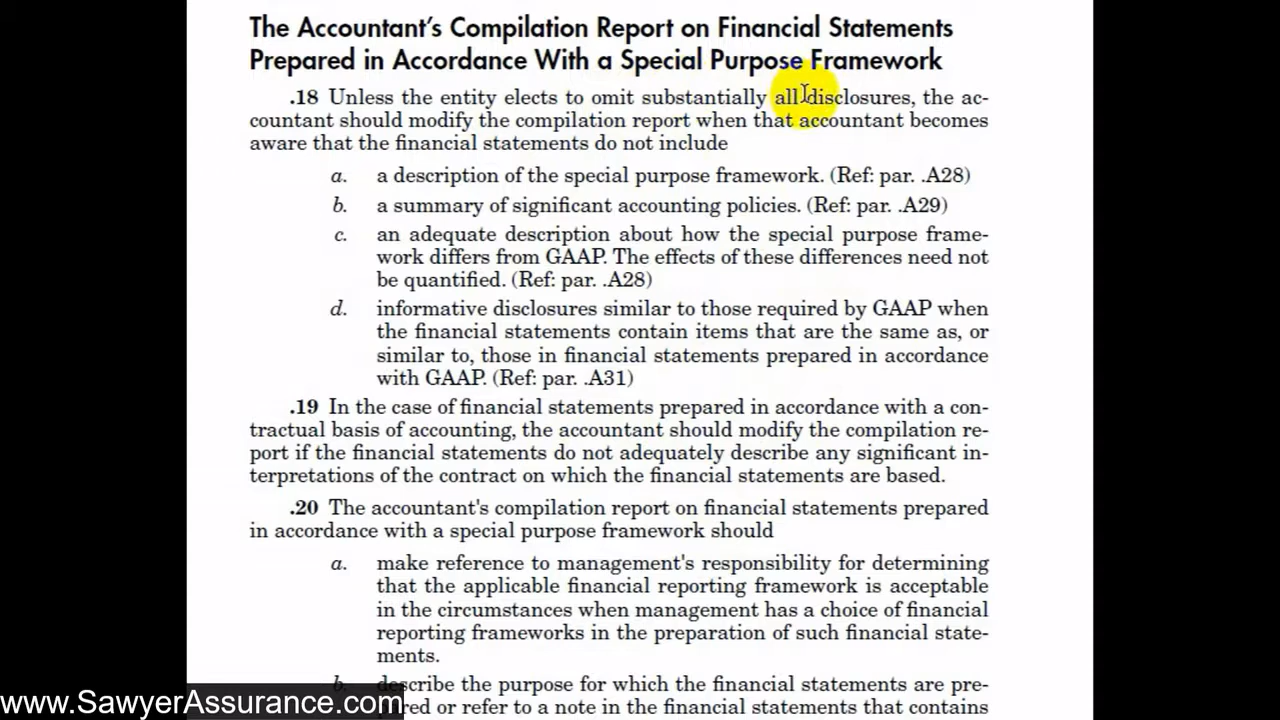 The Accountant's Compilation Report on Financial Statements
Prepared in Accordance With a Special Purpose Framework
.18 Unless the entity elects to omit substantially all disclosures, the ac-
countant should modify the compilation report when that accountant becomes
aware that the financial statements do not include
a. a description of the special purpose framework. (Ref: par. .A28)
b. a summary of significant accounting policies. (Ref: par. .A29)
c. an adequate description about how the special purpose frame-
work differs from GAAP. The effects of these differences need not
be quantified. (Ref: par. .A28)
d. informative disclosures similar to those required by GAAP when
the financial statements contain items that are the same as, or
similar to, those in financial statements prepared in accordance
with GAAP. (Ref: par. .A31)
.19 In the case of financial statements prepared in accordance with a con-
tractual basis of accounting, the accountant should modify the compilation re-
port if the financial statements do not adequately describe any significant in-
terpretations of the contract on which the financial statements are based.
.20 The accountant's compilation report on financial statements prepared
in accordance with a special purpose framework should
a. make reference to management's responsibility for determining
that the applicable financial reporting framework is acceptable
in the circumstances when management has a choice of financial
reporting frameworks in the preparation of such financial state-
ments.
b. describe the purpose for which the financial statements are pre-
pared or refer to a note in the financial statements that contains
www.SawyerAssurance.com